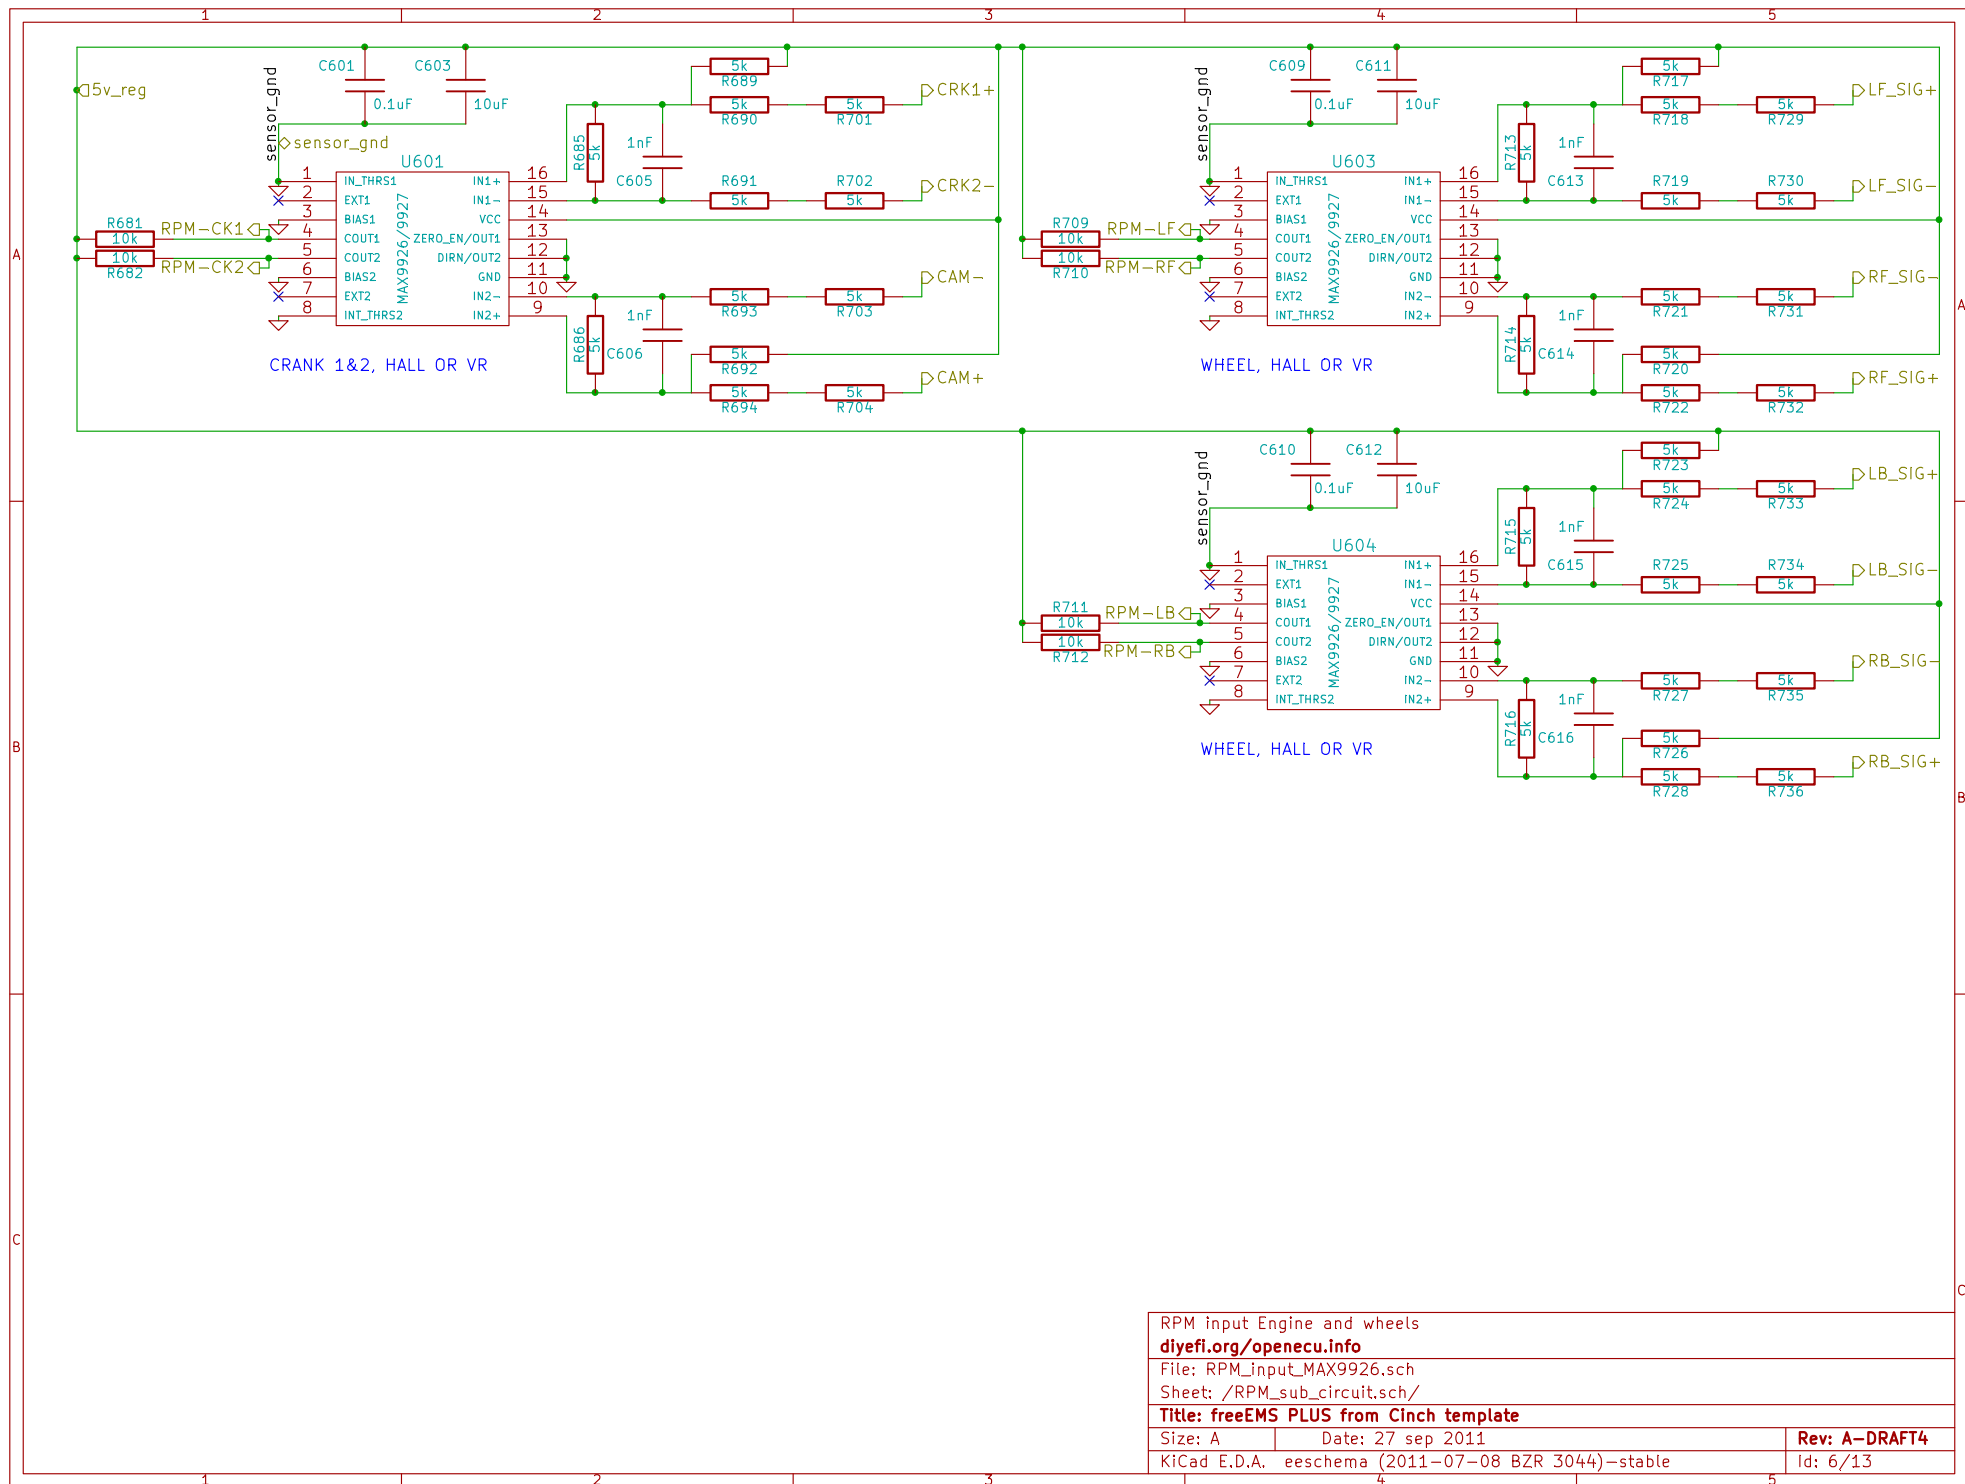 1 2 3 4 5
5v_reg
sensor_gnd
C601
0.1uF
C603
10uF
sensor_gnd
5k
R689
5k
R690
5k
R701
CRK1+
R685
5k
1nF
C605
R691
5k
R702
5k
CRK2-
U601
MAX9926/9927
1 IN_THRS1
2 EXT1
3 BIAS1
4 COUT1
5 COUT2
6 BIAS2
7 EXT2
8 INT_THRS2
IN1+ 16
IN1- 15
VCC 14
ZERO_EN/OUT1 13
DIRN/OUT2 12
GND 11
IN2- 10
IN2+ 9
R681
10k
RPM-CK1
10k
R682
RPM-CK2
5k
R693
5k
R703
CAM-
R686
5k
1nF
C606
5k
R692
5k
R694
5k
R704
CAM+
CRANK 1&2, HALL OR VR
sensor_gnd
C609
0.1uF
C611
10uF
5k
R717
5k
R718
5k
R729
LF_SIG+
R713
5k
1nF
C613
R719
5k
R730
5k
LF_SIG-
U603
MAX9926/9927
1 IN_THRS1
2 EXT1
3 BIAS1
4 COUT1
5 COUT2
6 BIAS2
7 EXT2
8 INT_THRS2
IN1+ 16
IN1- 15
VCC 14
ZERO_EN/OUT1 13
DIRN/OUT2 12
GND 11
IN2- 10
IN2+ 9
R709
10k
RPM-LF
10k
R710
RPM-RF
5k
R721
5k
R731
RF_SIG-
R714
5k
1nF
C614
5k
R720
5k
R722
5k
R732
RF_SIG+
WHEEL, HALL OR VR
sensor_gnd
C610
0.1uF
C612
10uF
5k
R723
5k
R724
5k
R733
LB_SIG+
R715
5k
1nF
C615
R725
5k
R734
5k
LB_SIG-
U604
MAX9926/9927
1 IN_THRS1
2 EXT1
3 BIAS1
4 COUT1
5 COUT2
6 BIAS2
7 EXT2
8 INT_THRS2
IN1+ 16
IN1- 15
VCC 14
ZERO_EN/OUT1 13
DIRN/OUT2 12
GND 11
IN2- 10
IN2+ 9
R711
10k
RPM-LB
10k
R712
RPM-RB
5k
R727
5k
R735
RB_SIG-
R716
5k
1nF
C616
5k
R726
5k
R728
5k
R736
RB_SIG+
WHEEL, HALL OR VR
A
A
B
B
C
C
RPM input Engine and wheels
diyefi.org/openecu.info
File: RPM_input_MAX9926.sch
Sheet: /RPM_sub_circuit.sch/
Title: freeEMS PLUS from Cinch template
Size: A Date: 27 sep 2011 Rev: A-DRAFT4
KiCad E.D.A. eeschema (2011-07-08 BZR 3044)-stable Id: 6/13
1 2 3 4 5